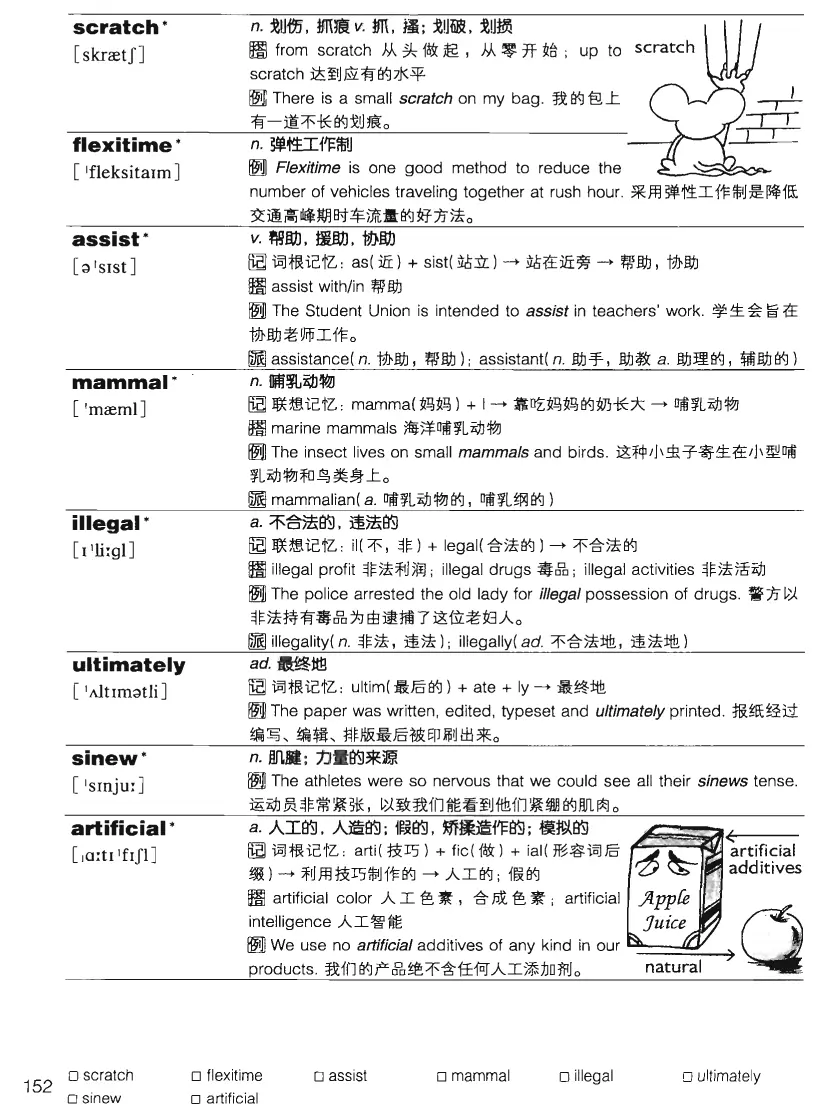 scratch*
[skrætʃ]
n. 划伤, 抓痕 v. 抓, 搔; 划破, 划损
搭 from scratch 从头做起, 从零开始; up to
scratch 达到应有的水平
例 There is a small scratch on my bag. 我的包上
有一道不长的划痕。
scratch
flexitime*
[ˈfleksitaɪm]
n. 弹性工作制
例 Flexitime is one good method to reduce the
number of vehicles traveling together at rush hour. 采用弹性工作制是降低
交通高峰期时车流量的好方法。
assist*
[əˈsɪst]
v. 帮助, 援助, 协助
记 词根记忆: as(近) + sist(站立) → 站在近旁 → 帮助, 协助
搭 assist with/in 帮助
例 The Student Union is intended to assist in teachers' work. 学生会旨在
协助老师工作。
派 assistance(n. 协助, 帮助); assistant(n. 助手, 助教 a. 助理的, 辅助的)
mammal*
[ˈmæml]
n. 哺乳动物
记 联想记忆: mamma(妈妈) + l → 靠吃妈妈的奶长大 → 哺乳动物
搭 marine mammals 海洋哺乳动物
例 The insect lives on small mammals and birds. 这种小虫子寄生在小型哺
乳动物和鸟类身上。
派 mammalian(a. 哺乳动物的, 哺乳纲的)
illegal*
[ɪˈliːgl]
a. 不合法的, 违法的
记 联想记忆: il(不, 非) + legal(合法的) → 不合法的
搭 illegal profit 非法利润; illegal drugs 毒品; illegal activities 非法活动
例 The police arrested the old lady for illegal possession of drugs. 警方以
非法持有毒品为由逮捕了这位老妇人。
派 illegality(n. 非法, 违法); illegally(ad. 不合法地, 违法地)
ultimately
[ˈʌltɪmətli]
ad. 最终地
记 词根记忆: ultim(最后的) + ate + ly → 最终地
例 The paper was written, edited, typeset and ultimately printed. 报纸经过
编写、编辑、排版最后被印刷出来。
sinew*
[ˈsɪnjuː]
n. 肌腱; 力量的来源
例 The athletes were so nervous that we could see all their sinews tense.
运动员非常紧张, 以致我们能看到他们紧绷的肌肉。
artificial*
[ˌɑːtɪˈfɪʃl]
a. 人工的, 人造的; 假的, 矫揉造作的; 模拟的
记 词根记忆: arti(技巧) + fic(做) + ial(形容词后
缀) → 利用技巧制作的 → 人工的; 假的
搭 artificial color 人工色素, 合成色素; artificial
intelligence 人工智能
例 We use no artificial additives of any kind in our
products. 我们的产品绝不含任何人工添加剂。
Apple
Juice
artificial
additives
natural
152
□ scratch □ flexitime □ assist □ mammal □ illegal □ ultimately
□ sinew □ artificial